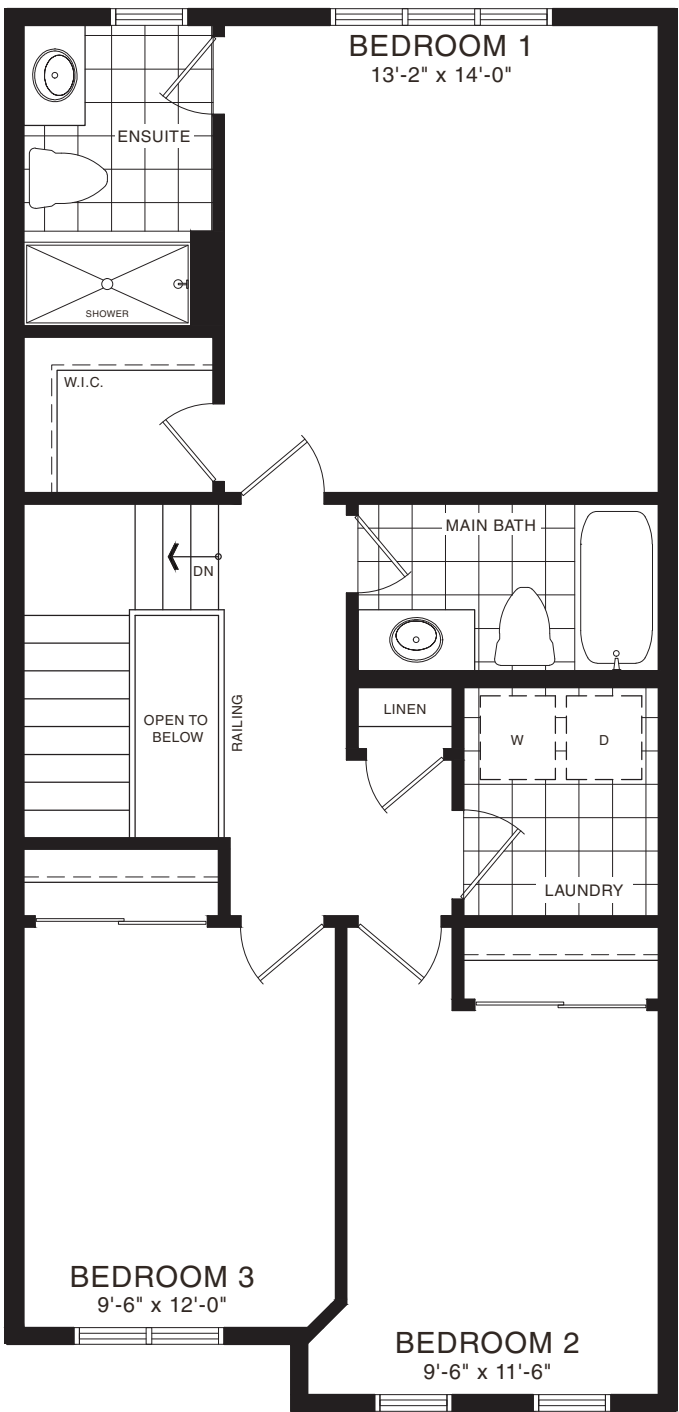 BEDROOM 1
13'-2" x 14'-0"
ENSUITE
SHOWER
W.I.C.
MAIN BATH
DN
LINEN
OPEN TO
BELOW
RAILING
W
D
LAUNDRY
BEDROOM 3
9'-6" x 12'-0"
BEDROOM 2
9'-6" x 11'-6"